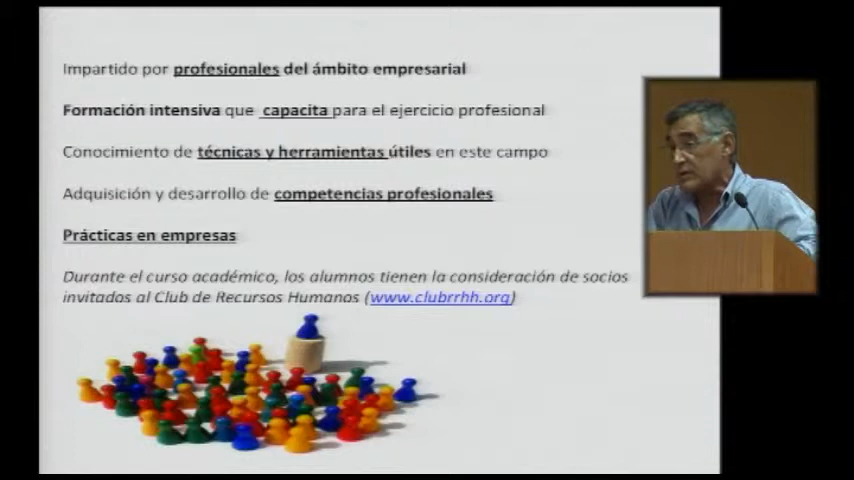 Impartido por profesionales del ámbito empresarial
Formación intensiva que capacita para el ejercicio profesional
Conocimiento de técnicas y herramientas útiles en este campo
Adquisición y desarrollo de competencias profesionales
Prácticas en empresas
Durante el curso académico, los alumnos tienen la consideración de socios
invitados al Club de Recursos Humanos (www.clubrrhh.org)